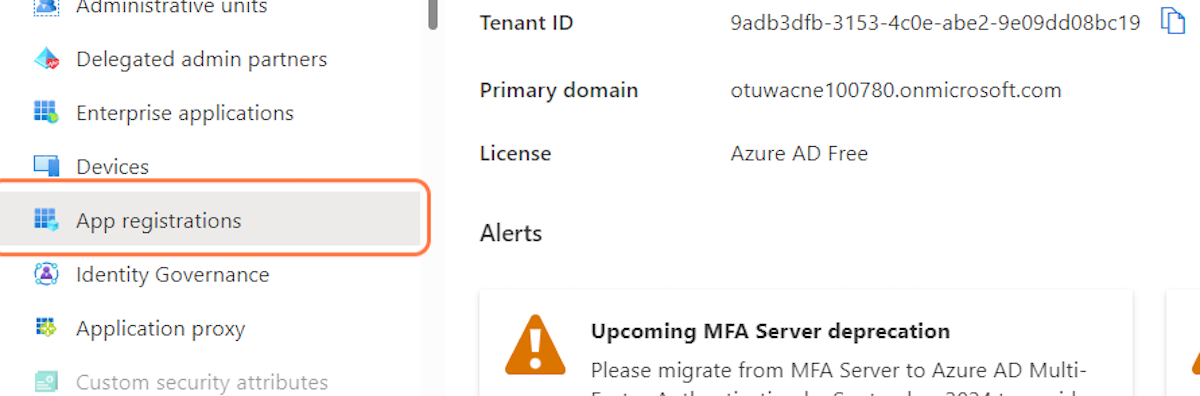 Administrative units
Delegated admin partners
Enterprise applications
Devices
App registrations
Identity Governance
Application proxy
Custom security attributes
Tenant ID 9adb3dfb-3153-4c0e-abe2-9e09dd08bc19
Primary domain otuwacne100780.onmicrosoft.com
License Azure AD Free
Alerts
Upcoming MFA Server deprecation
Please migrate from MFA Server to Azure AD Multi-